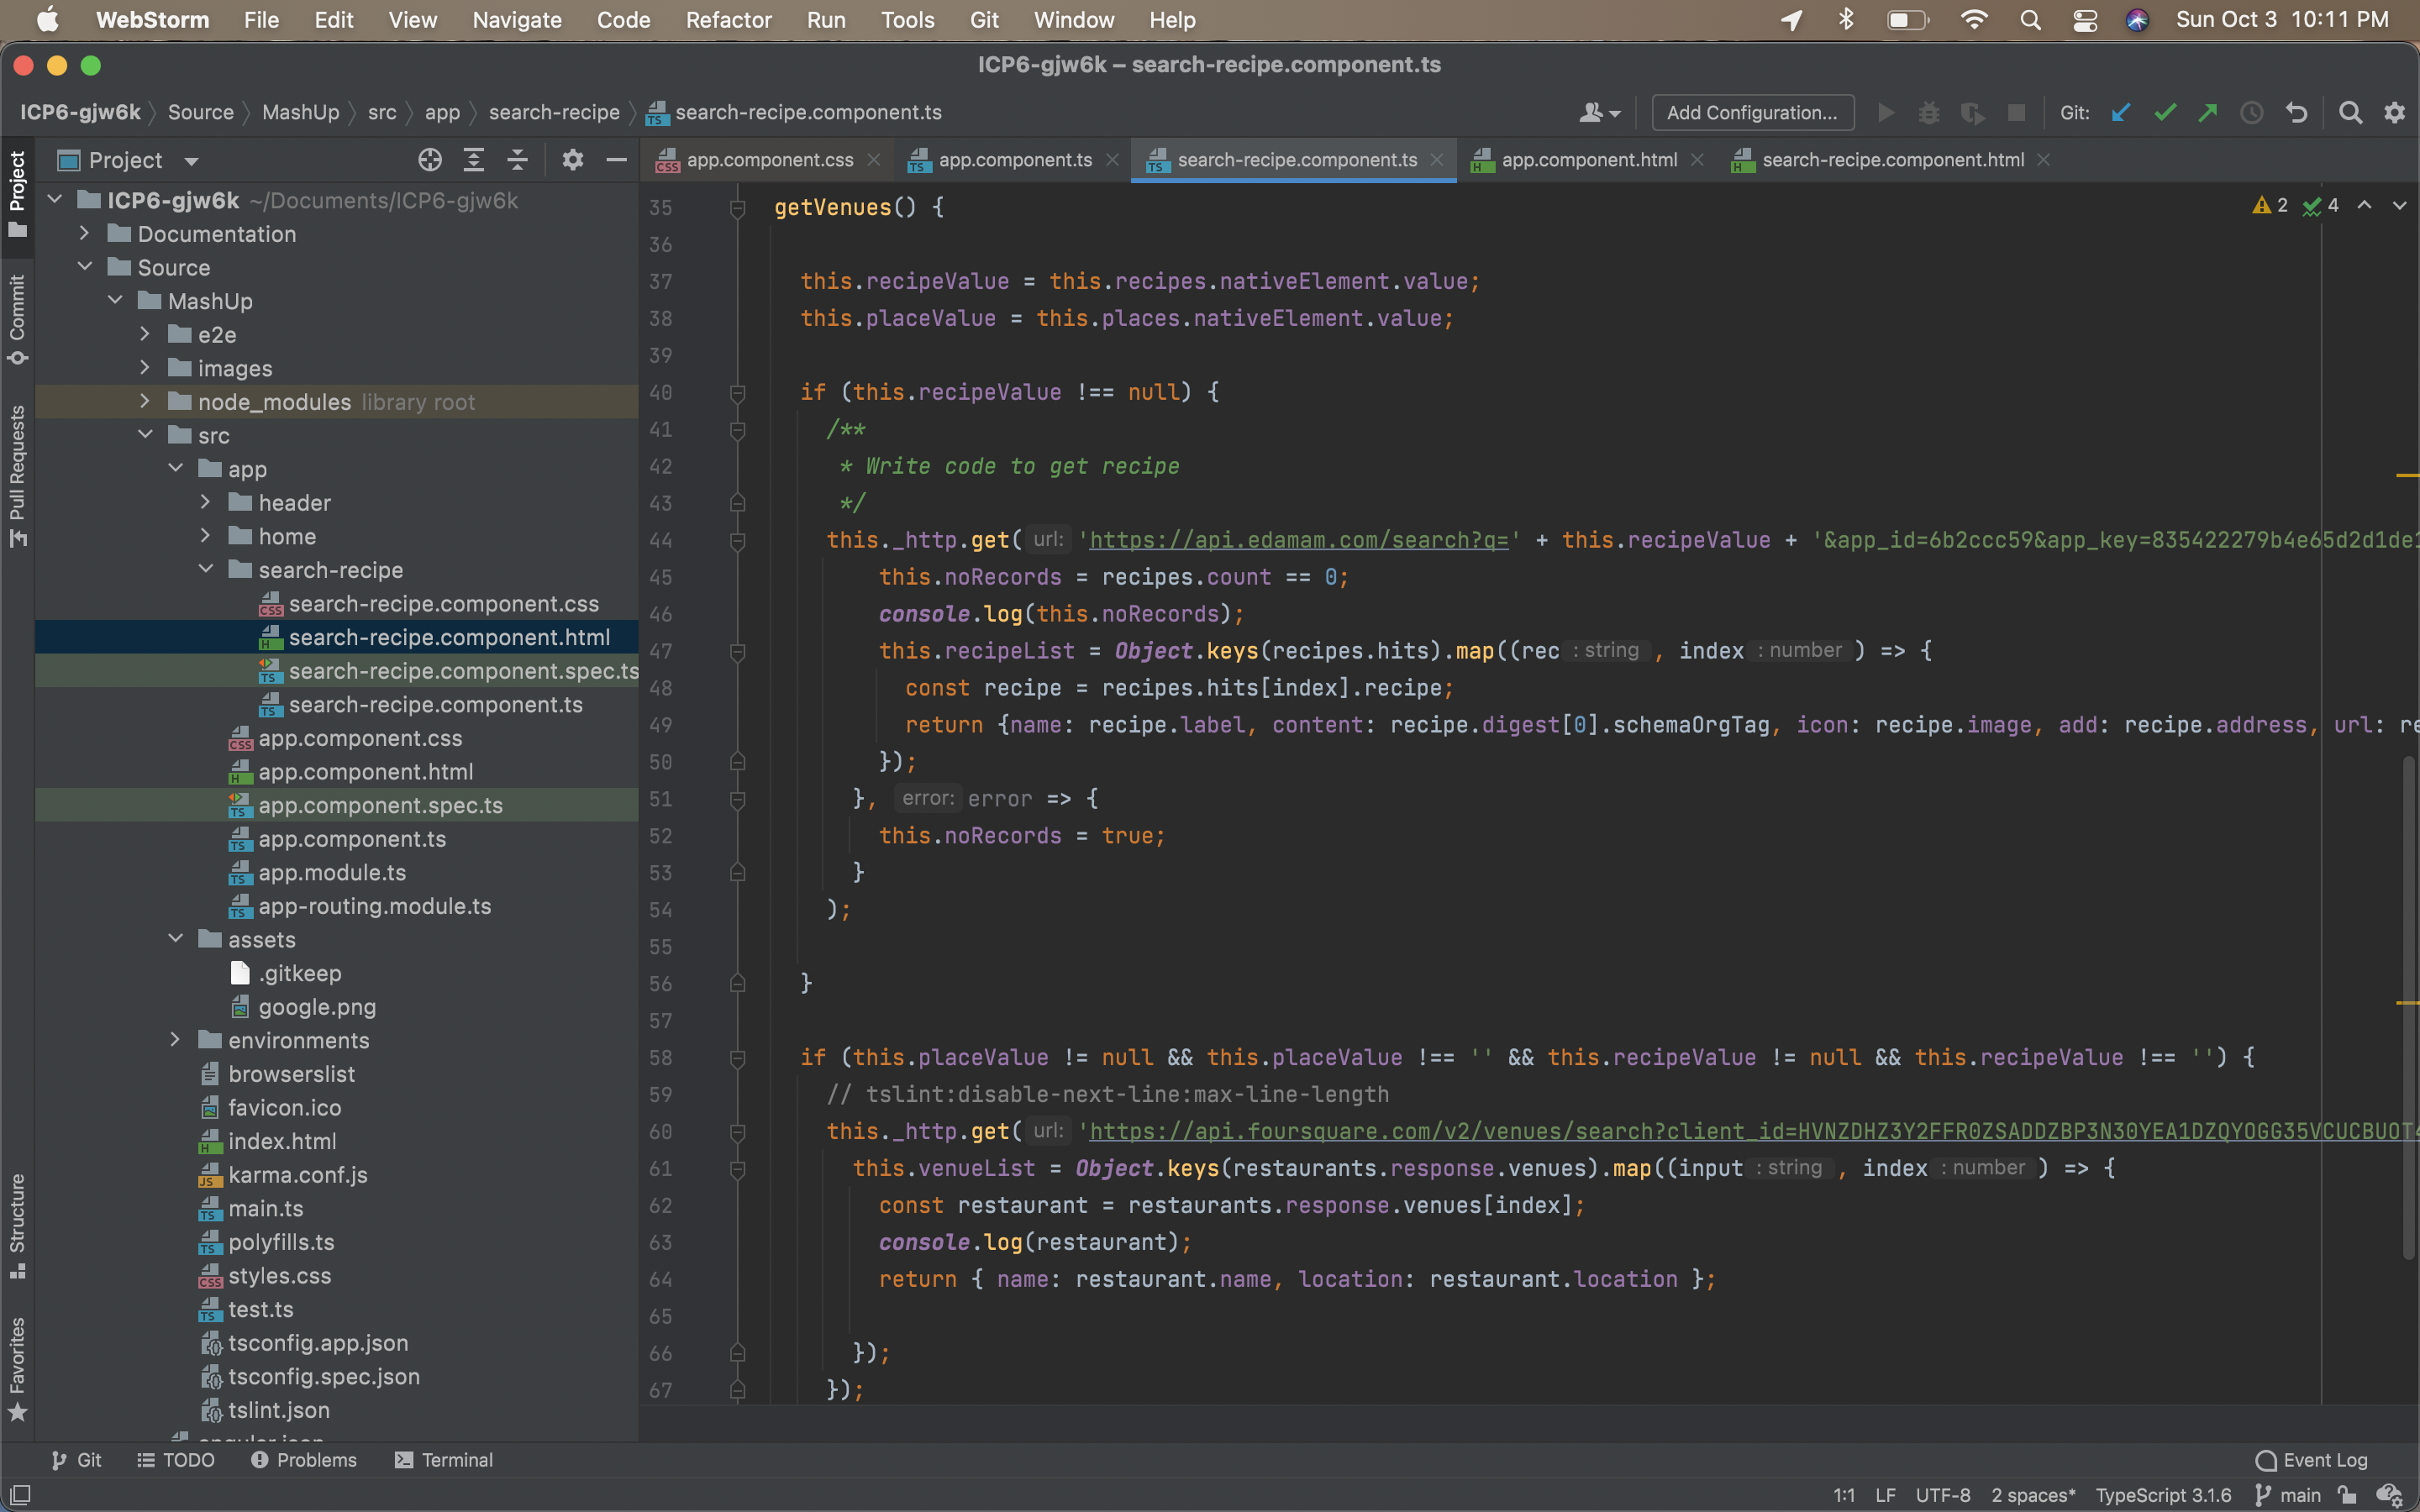 WebStorm File Edit View Navigate Code Refactor Run Tools Git Window Help Sun Oct 3 10:11 PM
ICP6-gjw6k – search-recipe.component.ts
ICP6-gjw6k Source MashUp src app search-recipe search-recipe.component.ts Add Configuration... Git:
Project
app.component.css app.component.ts search-recipe.component.ts app.component.html search-recipe.component.html
Project
Commit
Pull Requests
Structure
Favorites
ICP6-gjw6k ~/Documents/ICP6-gjw6k
Documentation
Source
MashUp
e2e
images
node_modules library root
src
app
header
home
search-recipe
search-recipe.component.css
search-recipe.component.html
search-recipe.component.spec.ts
search-recipe.component.ts
app.component.css
app.component.html
app.component.spec.ts
app.component.ts
app.module.ts
app-routing.module.ts
assets
.gitkeep
google.png
environments
browserslist
favicon.ico
index.html
karma.conf.js
main.ts
polyfills.ts
styles.css
test.ts
tsconfig.app.json
tsconfig.spec.json
tslint.json
2 4
35 getVenues() {
36
37 this.recipeValue = this.recipes.nativeElement.value;
38 this.placeValue = this.places.nativeElement.value;
39
40 if (this.recipeValue !== null) {
41 /**
42 * Write code to get recipe
43 */
44 this._http.get( url: 'https://api.edamam.com/search?q=' + this.recipeValue + '&app_id=6b2ccc59&app_key=835422279b4e65d2d1de1
45 this.noRecords = recipes.count == 0;
46 console.log(this.noRecords);
47 this.recipeList = Object.keys(recipes.hits).map((rec : string , index : number ) => {
48 const recipe = recipes.hits[index].recipe;
49 return {name: recipe.label, content: recipe.digest[0].schemaOrgTag, icon: recipe.image, add: recipe.address, url: re
50 });
51 }, error: error => {
52 this.noRecords = true;
53 }
54 );
55
56 }
57
58 if (this.placeValue != null && this.placeValue !== '' && this.recipeValue != null && this.recipeValue !== '') {
59 // tslint:disable-next-line:max-line-length
60 this._http.get( url: 'https://api.foursquare.com/v2/venues/search?client_id=HVNZDHZ3Y2FFR0ZSADDZBP3N30YEA1DZQYOGG35VCUCBUOT4
61 this.venueList = Object.keys(restaurants.response.venues).map((input : string , index : number ) => {
62 const restaurant = restaurants.response.venues[index];
63 console.log(restaurant);
64 return { name: restaurant.name, location: restaurant.location };
65
66 });
67 });
Git TODO Problems Terminal Event Log
1:1 LF UTF-8 2 spaces* TypeScript 3.1.6 main